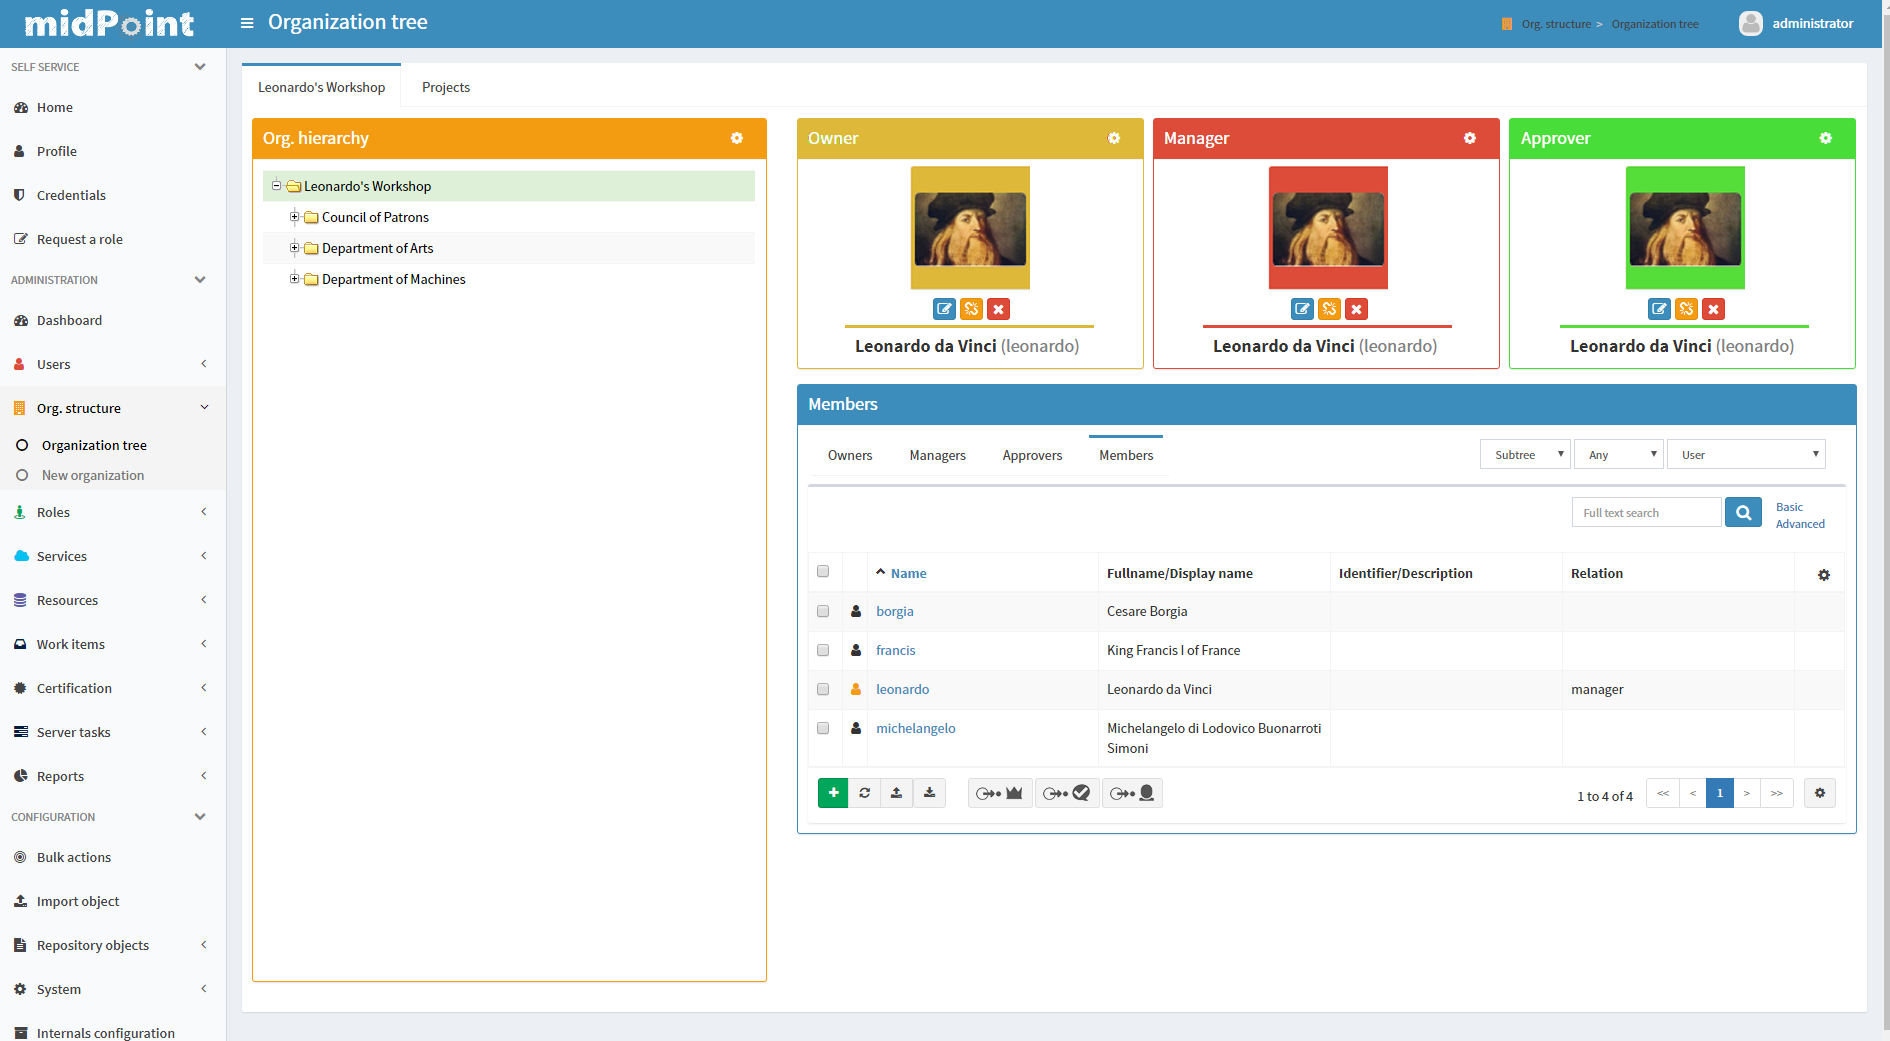 midPoint
Organization tree
Org. structure > Organization tree
administrator
SELF SERVICE
Home
Profile
Credentials
Request a role
ADMINISTRATION
Dashboard
Users
Org. structure
Organization tree
New organization
Roles
Services
Resources
Work items
Certification
Server tasks
Reports
CONFIGURATION
Bulk actions
Import object
Repository objects
System
Internals configuration
Leonardo's Workshop
Projects
Org. hierarchy
Leonardo's Workshop
Council of Patrons
Department of Arts
Department of Machines
Owner
Leonardo da Vinci (leonardo)
Manager
Leonardo da Vinci (leonardo)
Approver
Leonardo da Vinci (leonardo)
Members
Owners
Managers
Approvers
Members
Subtree
Any
User
Full text search
Basic
Advanced
Name
Fullname/Display name
Identifier/Description
Relation
borgia
Cesare Borgia
francis
King Francis I of France
leonardo
Leonardo da Vinci
manager
michelangelo
Michelangelo di Lodovico Buonarroti
Simoni
1 to 4 of 4
<< < 1 > >>